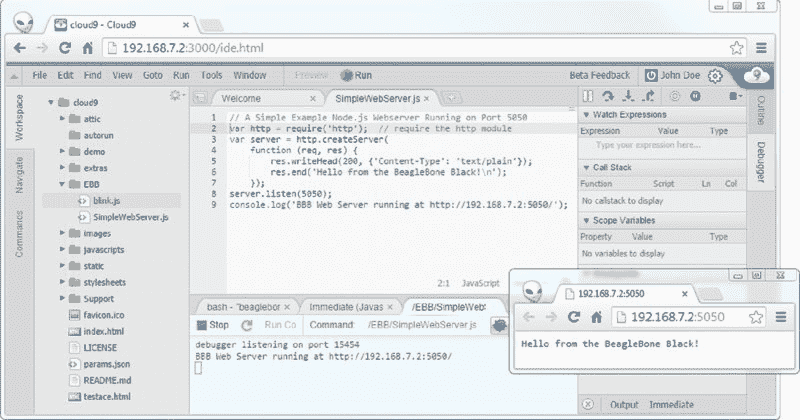 cloud9 - Cloud9
192.168.7.2:3000/ide.html
File Edit Find View Goto Run Tools Window Preview Run Beta Feedback John Doe 9
Workspace
Navigate
Commands
cloud9
attic
autorun
demo
extras
EBB
blink.js
SimpleWebServer.js
images
javascripts
static
stylesheets
Support
favicon.ico
index.html
LICENSE
params.json
README.md
testace.html
Welcome
SimpleWebServer.js
1 // A Simple Example Node.js Webserver Running on Port 5050
2 var http = require('http');  // require the http module
3 var server = http.createServer(
4 function (req, res) {
5 res.writeHead(200, {'Content-Type': 'text/plain'});
6 res.end('Hello from the BeagleBone Black!\n');
7 });
8 server.listen(5050);
9 console.log('BBB Web Server running at http://192.168.7.2:5050/');
2:1 JavaScript
bash - "beaglebor
Immediate (Javas
/EBB/SimpleWeb
Stop Run Co Command: /EBB/SimpleWebServer.js
debugger listening on port 15454
BBB Web Server running at http://192.168.7.2:5050/
Watch Expressions
Expression Value Type
Type your expression here...
Call Stack
Function Script Ln Col
No callstack to display
Scope Variables
Property Value Type
No variables to display
Outline
Debugger
192.168.7.2:5050
192.168.7.2:5050
Hello from the BeagleBone Black!
Output Immediate